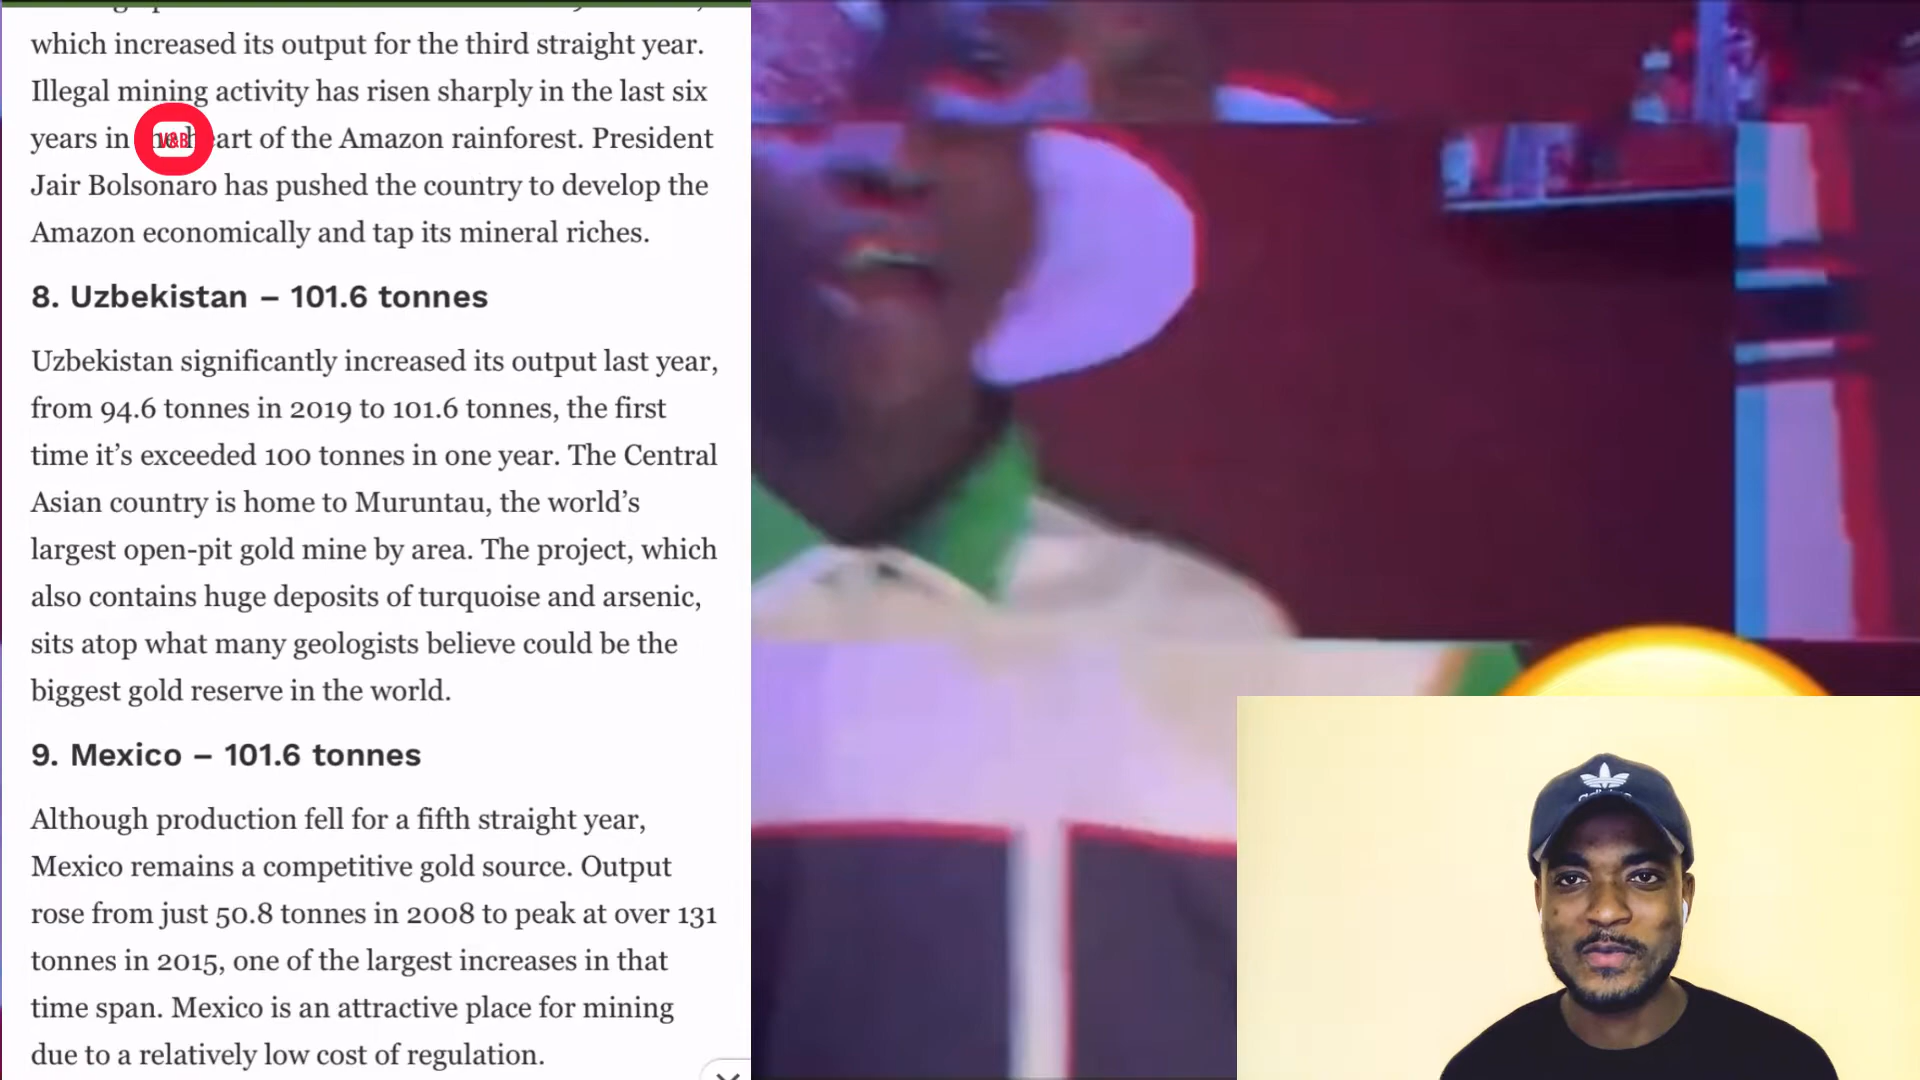 which increased its output for the third straight year.
Illegal mining activity has risen sharply in the last six
years in the heart of the Amazon rainforest. President
V&B
Jair Bolsonaro has pushed the country to develop the
Amazon economically and tap its mineral riches.
8. Uzbekistan – 101.6 tonnes
Uzbekistan significantly increased its output last year,
from 94.6 tonnes in 2019 to 101.6 tonnes, the first
time it’s exceeded 100 tonnes in one year. The Central
Asian country is home to Muruntau, the world’s
largest open-pit gold mine by area. The project, which
also contains huge deposits of turquoise and arsenic,
sits atop what many geologists believe could be the
biggest gold reserve in the world.
9. Mexico – 101.6 tonnes
Although production fell for a fifth straight year,
Mexico remains a competitive gold source. Output
rose from just 50.8 tonnes in 2008 to peak at over 131
tonnes in 2015, one of the largest increases in that
time span. Mexico is an attractive place for mining
due to a relatively low cost of regulation.